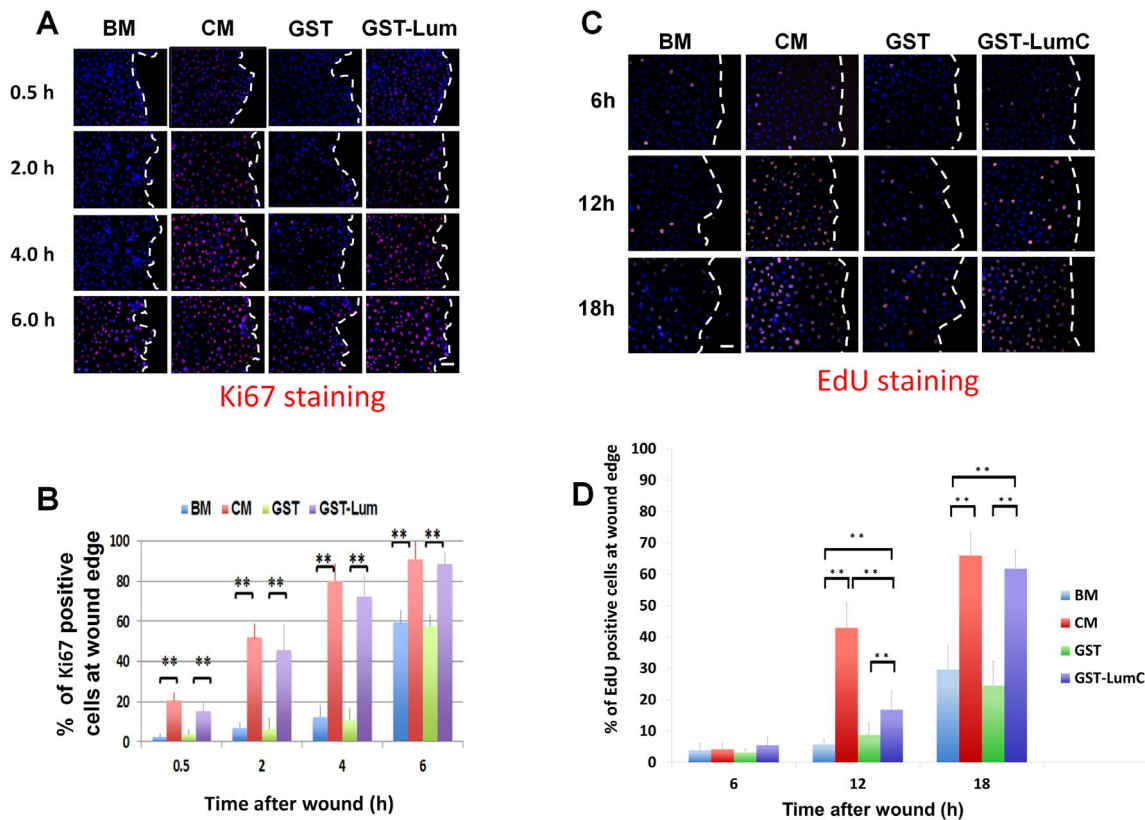 A
BM CM GST GST-Lum
0.5 h
2.0 h
4.0 h
6.0 h
Ki67 staining
C
BM CM GST GST-LumC
6h
12h
18h
EdU staining
B
BM CM GST GST-Lum
% of Ki67 positive
cells at wound edge
100
80
60
40
20
0
** ** ** ** ** ** ** **
0.5 2 4 6
Time after wound (h)
D
% of EdU positive cells at wound edge
100
90
80
70
60
50
40
30
20
10
0
**
** **
**
**
** **
BM
CM
GST
GST-LumC
6 12 18
Time after wound (h)